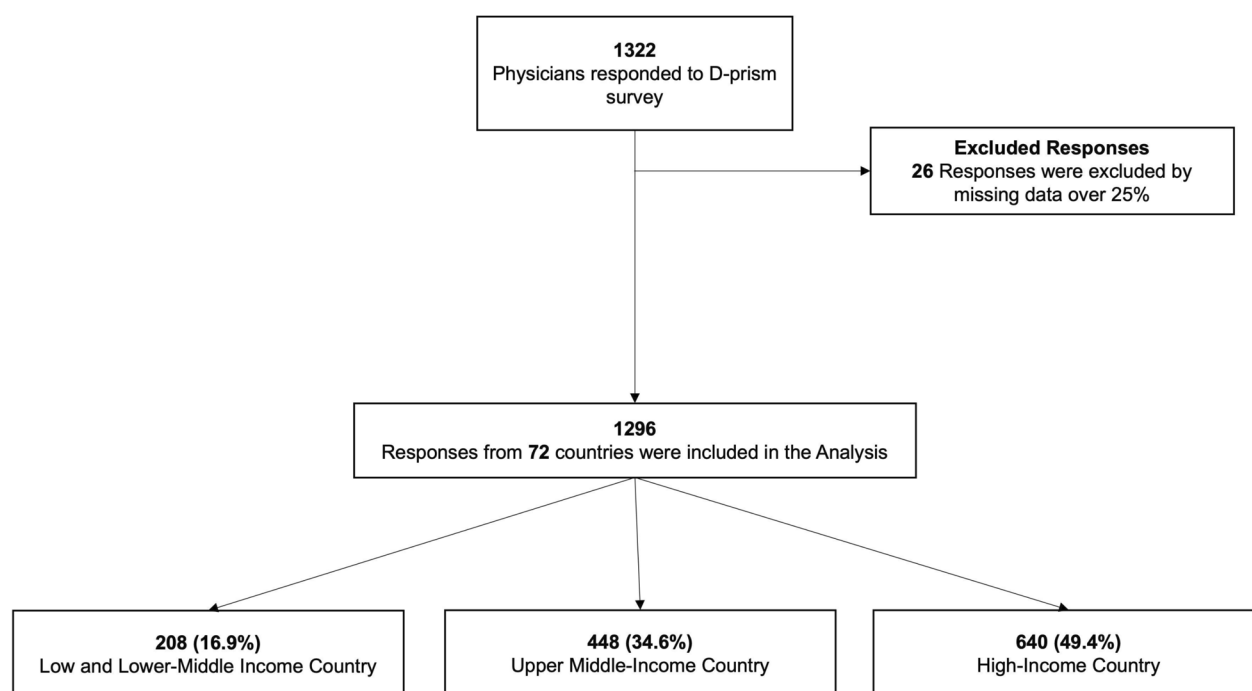 1322
Physicians responded to D-prism
survey
Excluded Responses
26 Responses were excluded by
missing data over 25%
1296
Responses from 72 countries were included in the Analysis
208 (16.9%)
Low and Lower-Middle Income Country
448 (34.6%)
Upper Middle-Income Country
640 (49.4%)
High-Income Country